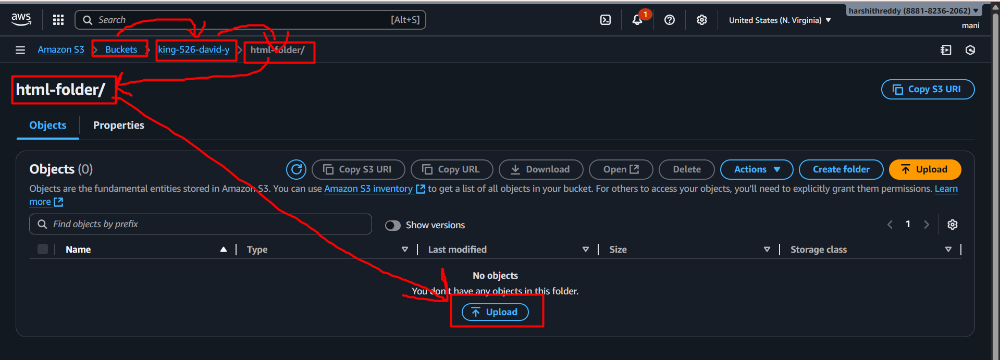 aws
Search [Alt+S]
1
United States (N. Virginia)
harshithreddy (8881-8236-2062)
mani
Amazon S3 Buckets king-526-david-y html-folder/
html-folder/
Copy S3 URI
Objects Properties
Objects (0)
Copy S3 URI Copy URL Download Open Delete Actions Create folder Upload
Objects are the fundamental entities stored in Amazon S3. You can use Amazon S3 inventory to get a list of all objects in your bucket. For others to access your objects, you'll need to explicitly grant them permissions. Learn
more
Find objects by prefix
Show versions
1
Name Type Last modified Size Storage class
No objects
You don't have any objects in this folder.
Upload